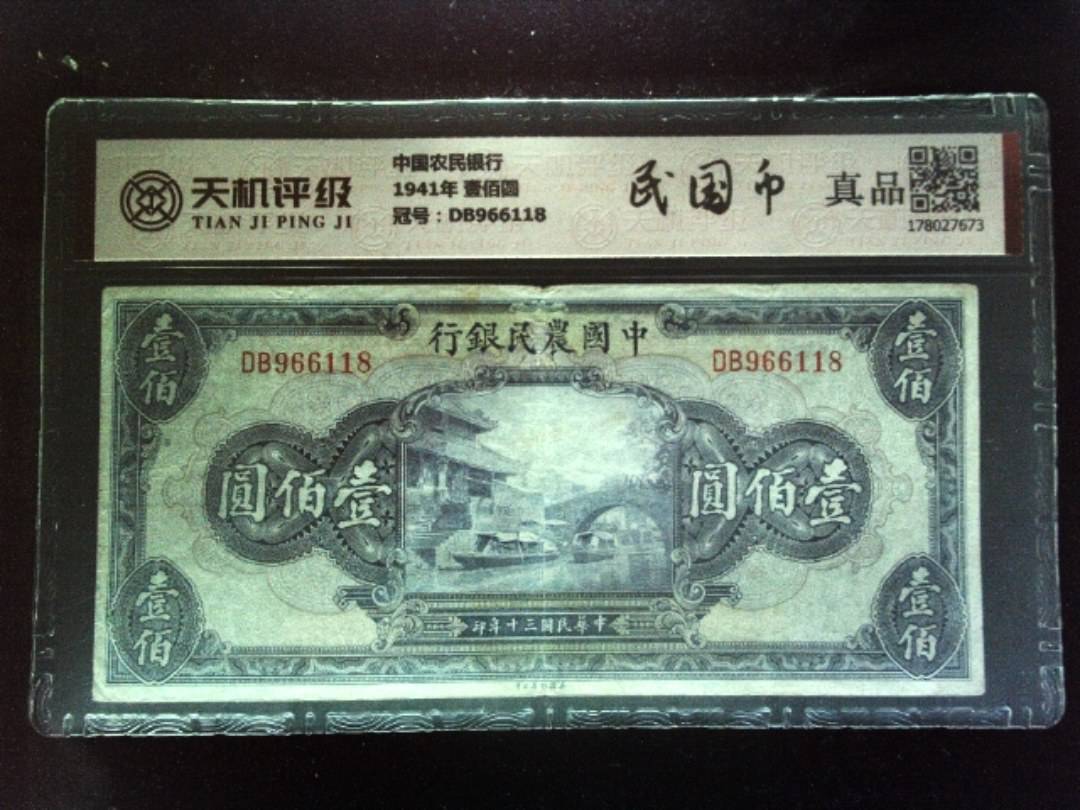 天机评级
TIAN JI PING JI
中国农民银行
1941年 壹佰圆
冠号：DB966118
民国币
真品
178027673
行銀民農國中
DB966118
DB966118
壹佰
壹佰
圓佰壹
圓佰壹
壹佰
壹佰
印年十三國民華中